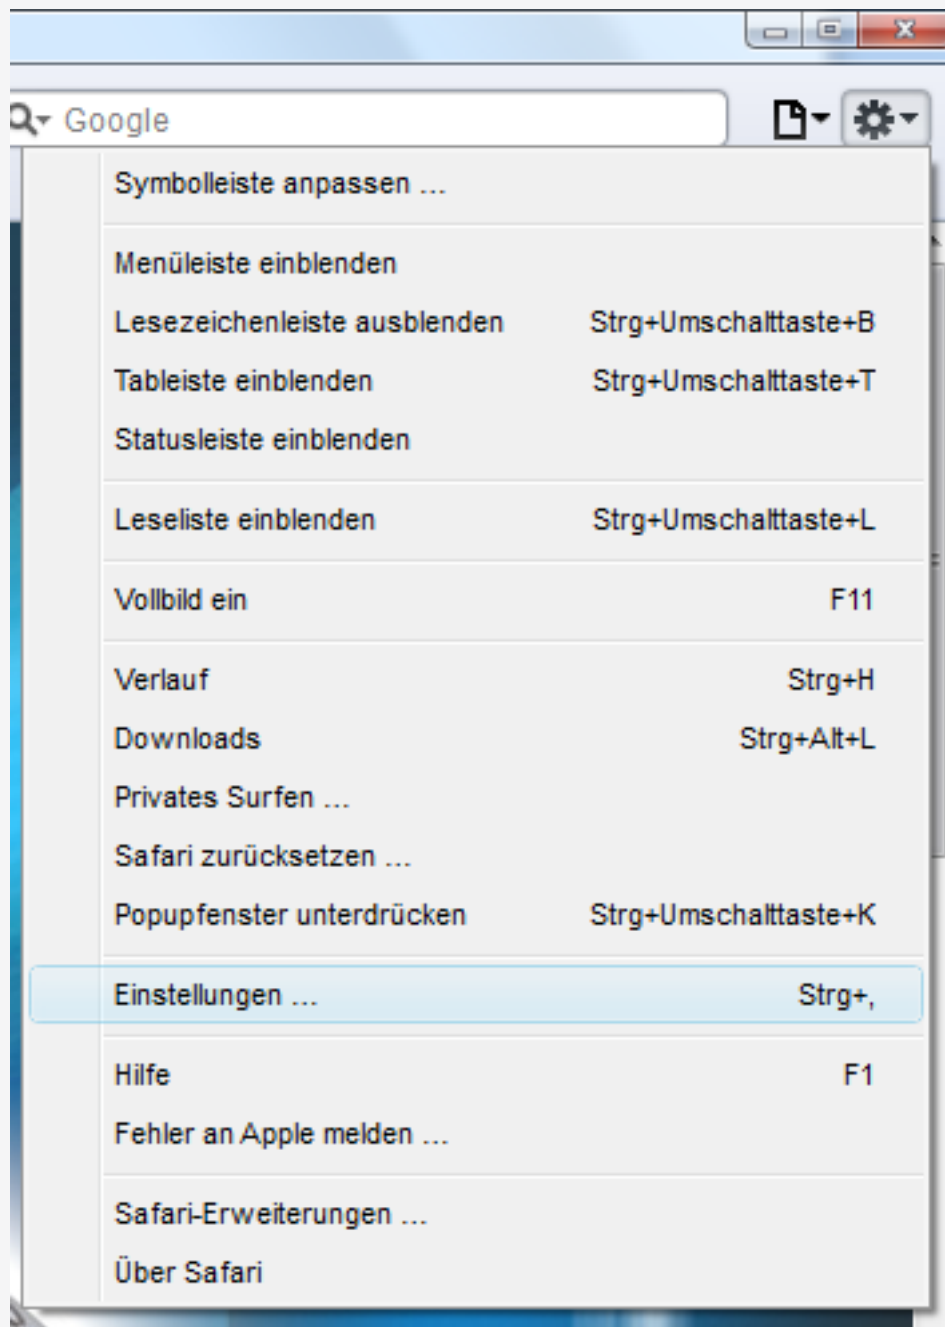 Google
Symbolleiste anpassen ...
Menüleiste einblenden
Lesezeichenleiste ausblenden Strg+Umschalttaste+B
Tableiste einblenden Strg+Umschalttaste+T
Statusleiste einblenden
Leseliste einblenden Strg+Umschalttaste+L
Vollbild ein F11
Verlauf Strg+H
Downloads Strg+Alt+L
Privates Surfen ...
Safari zurücksetzen ...
Popupfenster unterdrücken Strg+Umschalttaste+K
Einstellungen ... Strg+,
Hilfe F1
Fehler an Apple melden ...
Safari-Erweiterungen ...
Über Safari